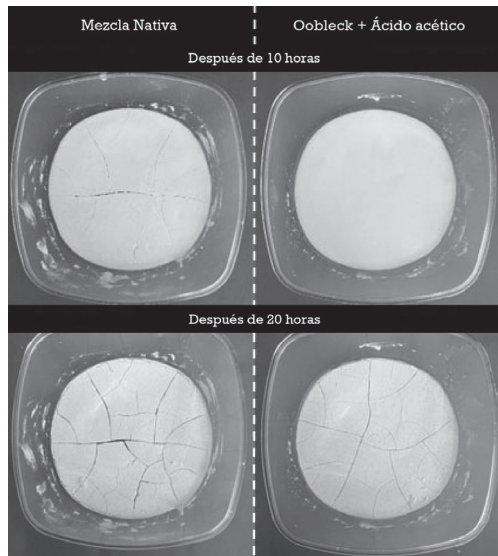 Mezcla Nativa
Oobleck + Ácido acético
Después de 10 horas
Después de 20 horas